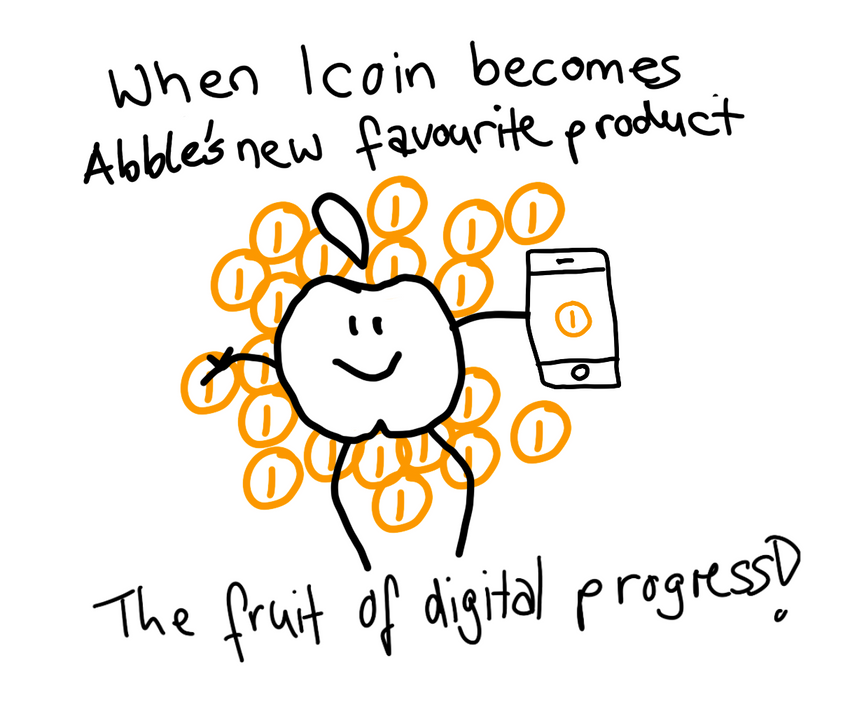 When Icoin becomes
Abble's new favourite product
The fruit of digital progress!